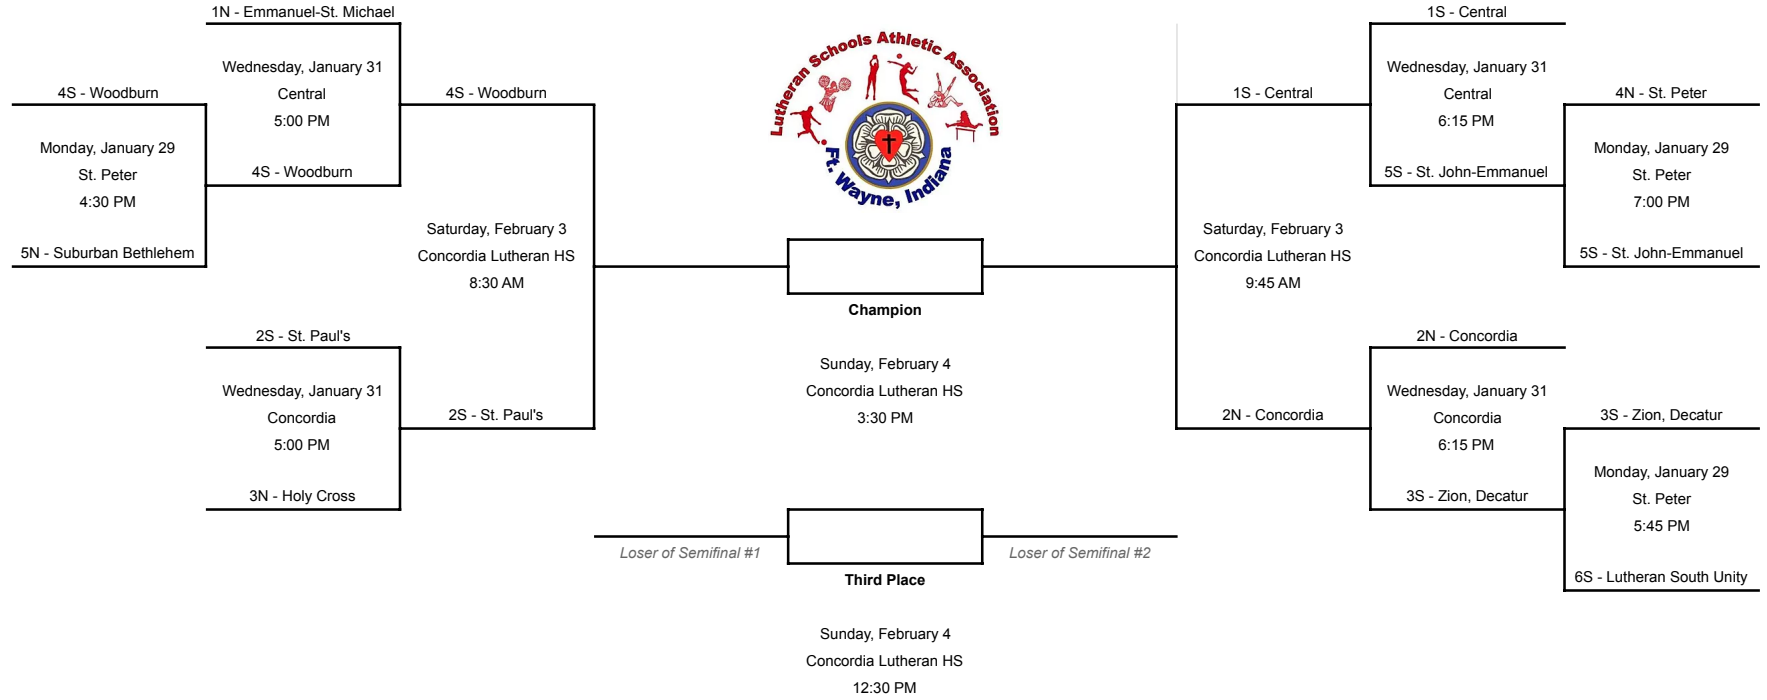 1N - Emmanuel-St. Michael
Wednesday, January 31
Central
5:00 PM
4S - Woodburn
4S - Woodburn
Monday, January 29
St. Peter
4:30 PM
5N - Suburban Bethlehem
4S - Woodburn
Saturday, February 3
Concordia Lutheran HS
8:30 AM
2S - St. Paul's
Wednesday, January 31
Concordia
5:00 PM
3N - Holy Cross
2S - St. Paul's
Lutheran Schools Athletic Association
Ft. Wayne, Indiana
Champion
Sunday, February 4
Concordia Lutheran HS
3:30 PM
Loser of Semifinal #1
Loser of Semifinal #2
Third Place
Sunday, February 4
Concordia Lutheran HS
12:30 PM
1S - Central
Saturday, February 3
Concordia Lutheran HS
9:45 AM
2N - Concordia
1S - Central
Wednesday, January 31
Central
6:15 PM
5S - St. John-Emmanuel
4N - St. Peter
Monday, January 29
St. Peter
7:00 PM
5S - St. John-Emmanuel
2N - Concordia
Wednesday, January 31
Concordia
6:15 PM
3S - Zion, Decatur
3S - Zion, Decatur
Monday, January 29
St. Peter
5:45 PM
6S - Lutheran South Unity